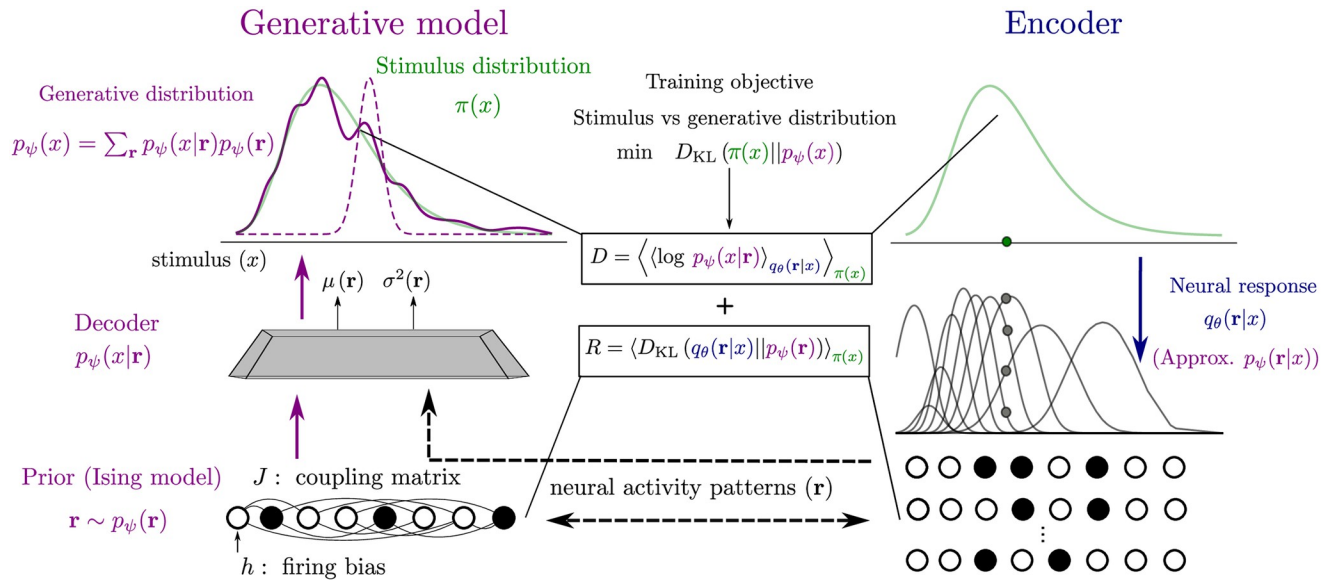 Generative model
Encoder
Stimulus distribution
π(x)
Generative distribution
p_ψ(x) = ∑_r p_ψ(x|r)p_ψ(r)
Training objective
Stimulus vs generative distribution
min D_KL (π(x)||p_ψ(x))
stimulus (x)
D = ⟨⟨log p_ψ(x|r)⟩_{q_θ(r|x)}⟩_{π(x)}
+
R = ⟨D_KL (q_θ(r|x)||p_ψ(r))⟩_{π(x)}
μ(r) σ²(r)
Decoder
p_ψ(x|r)
Neural response
q_θ(r|x)
(Approx. p_ψ(r|x))
Prior (Ising model)
r ∼ p_ψ(r)
J : coupling matrix
h : firing bias
neural activity patterns (r)
⋮